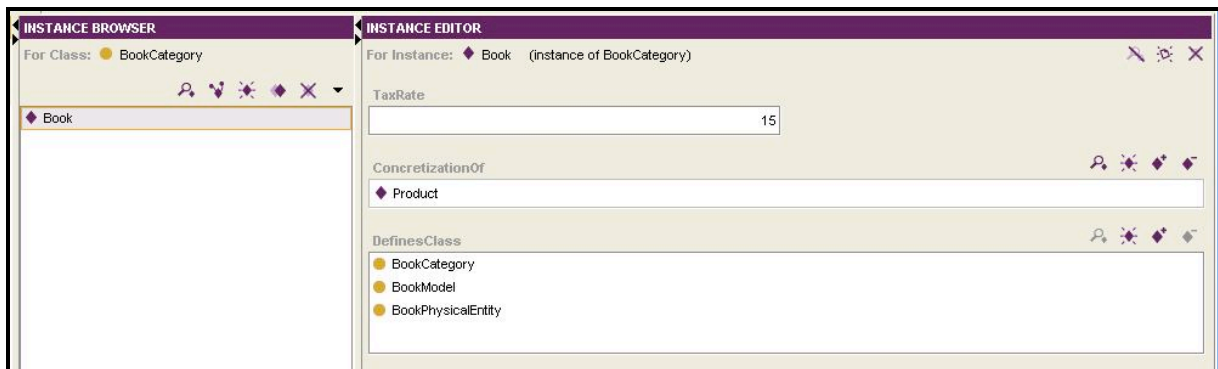 INSTANCE BROWSER
For Class: BookCategory
Book
INSTANCE EDITOR
For Instance: Book (instance of BookCategory)
TaxRate
15
ConcretizationOf
Product
DefinesClass
BookCategory
BookModel
BookPhysicalEntity